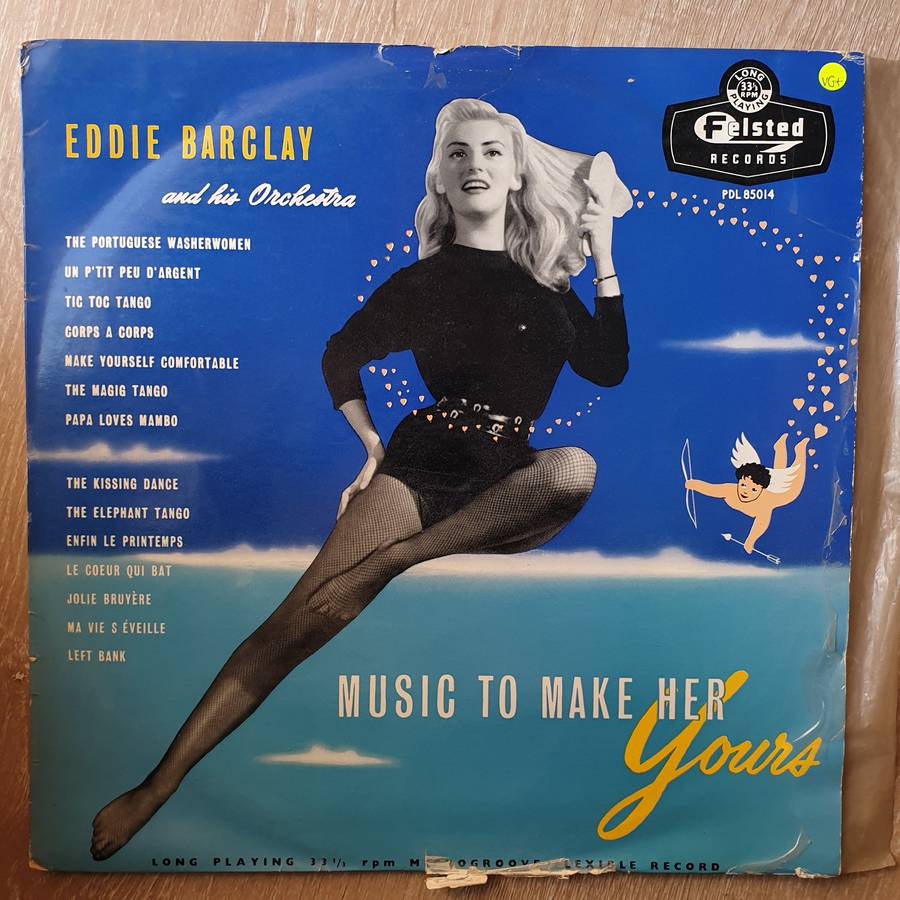 EDDIE BARCLAY
and his Orchestra
THE PORTUGUESE WASHERWOMEN
UN P'TIT PEU D'ARGENT
TIC TOC TANGO
CORPS A CORPS
MAKE YOURSELF COMFORTABLE
THE MAGIG TANGO
PAPA LOVES MAMBO
THE KISSING DANCE
THE ELEPHANT TANGO
ENFIN LE PRINTEMPS
LE COEUR QUI BAT
JOLIE BRUYÈRE
MA VIE S ÉVEILLE
LEFT BANK
LONG
33⅓
RPM
PLAYING
Felsted
RECORDS
PDL 85014
VG+
MUSIC TO MAKE HER
Yours
LONG PLAYING 33⅓ rpm RECORD